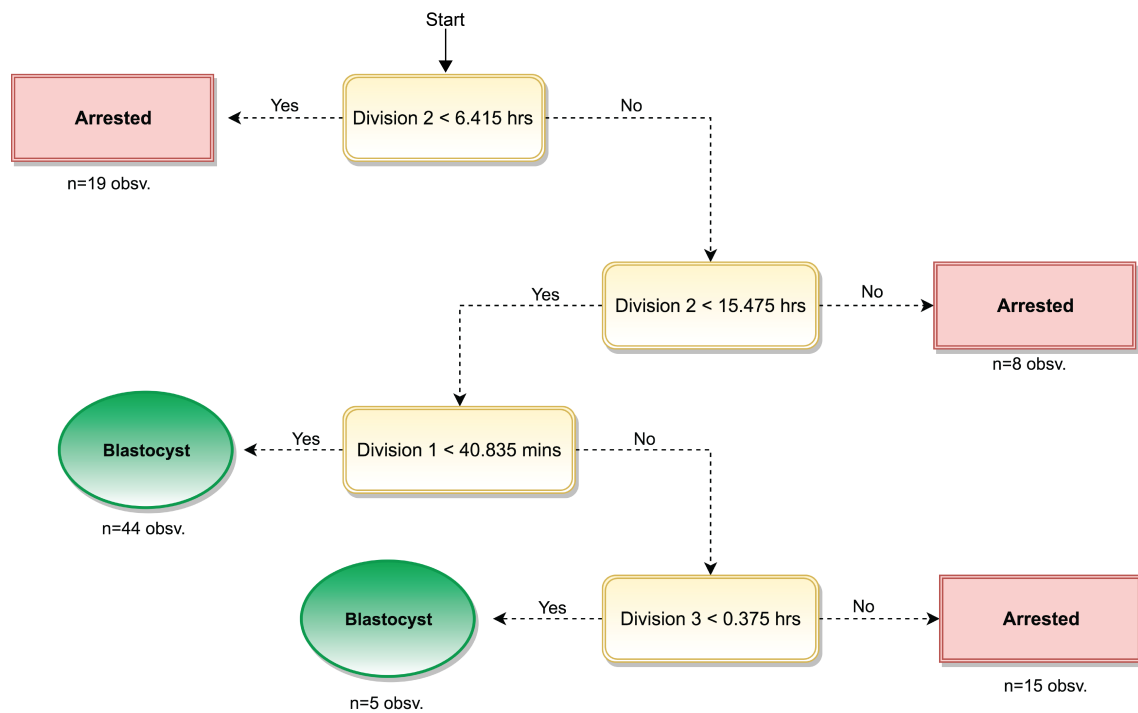 Start
Arrested
Yes
Division 2 < 6.415 hrs
No
n=19 obsv.
Yes
Division 2 < 15.475 hrs
No
Arrested
n=8 obsv.
Blastocyst
Yes
Division 1 < 40.835 mins
No
n=44 obsv.
Blastocyst
Yes
Division 3 < 0.375 hrs
No
Arrested
n=15 obsv.
n=5 obsv.